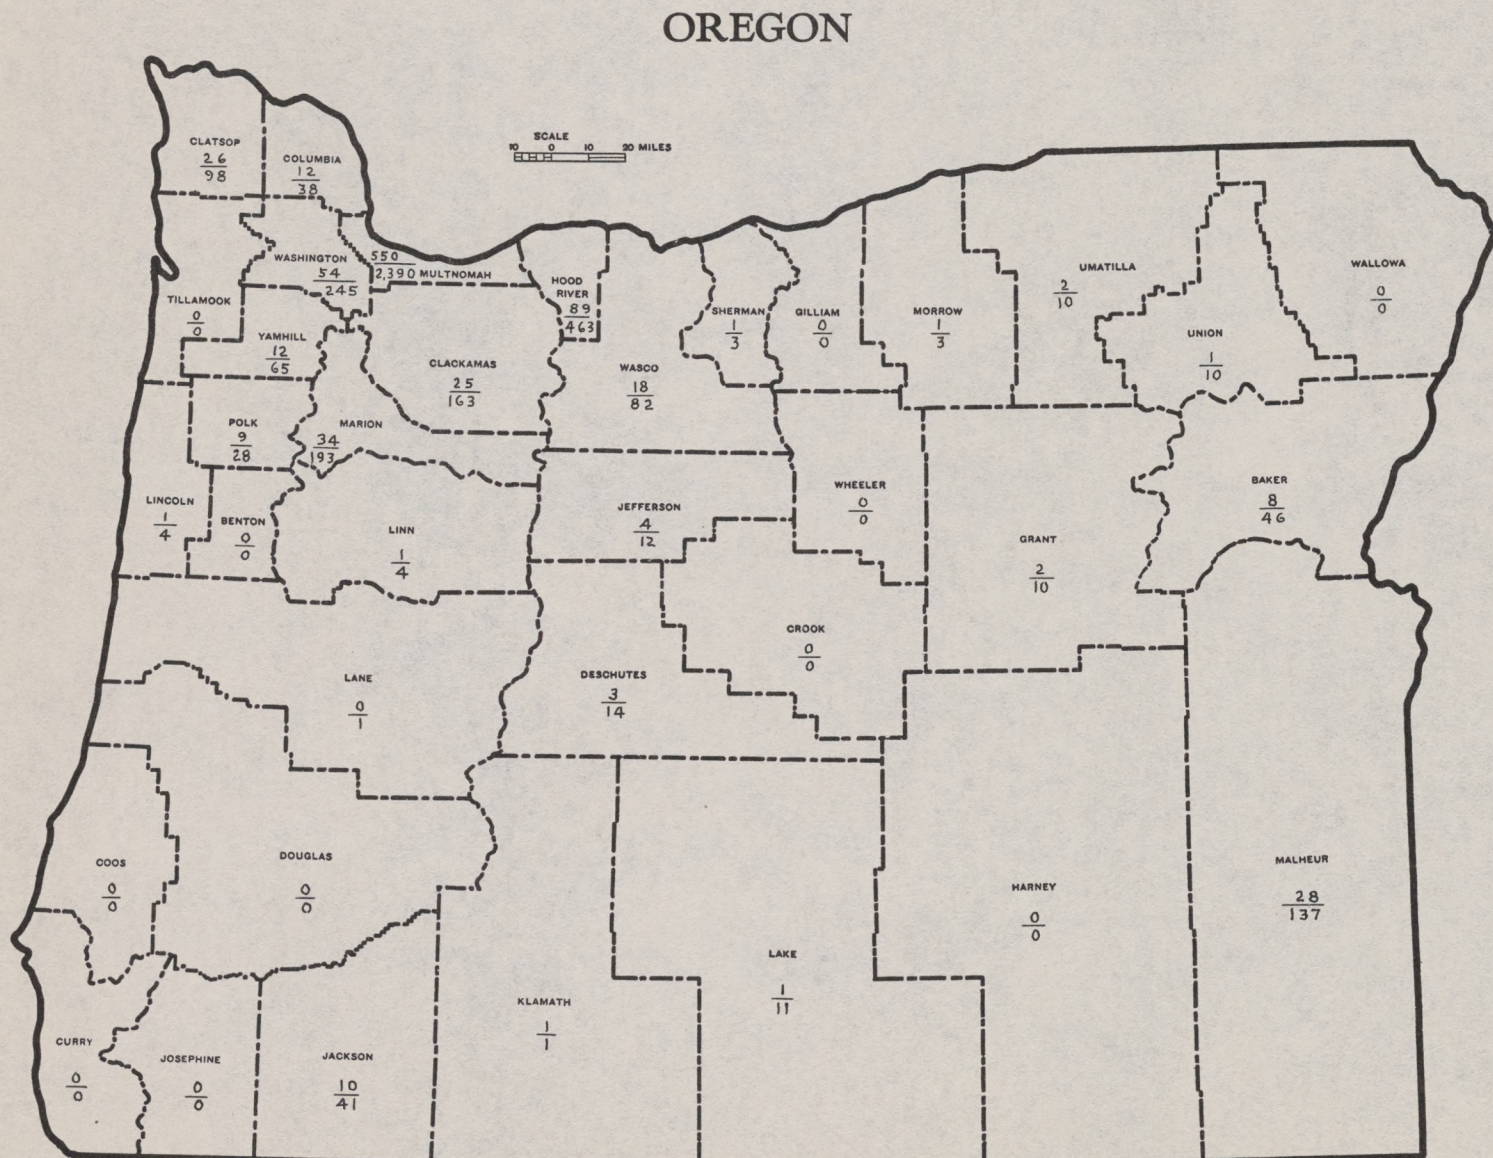 OREGON
SCALE
10 0 10 20 MILES
CLATSOP
26
98
COLUMBIA
12
38
WASHINGTON
54
245
550
2,390 MULTNOMAH
HOOD
RIVER
89
463
TILLAMOOK
0
0
YAMHILL
12
65
CLACKAMAS
25
163
WASCO
18
82
SHERMAN
1
3
GILLIAM
0
0
MORROW
1
3
UMATILLA
2
10
UNION
1
10
WALLOWA
0
0
POLK
9
28
MARION
34
193
LINCOLN
1
4
BENTON
0
0
LINN
1
4
JEFFERSON
4
12
WHEELER
0
0
GRANT
2
10
BAKER
8
46
LANE
0
1
DESCHUTES
3
14
CROOK
0
0
COOS
0
0
DOUGLAS
0
0
HARNEY
0
0
MALHEUR
28
137
LAKE
1
11
KLAMATH
1
1
CURRY
0
0
JOSEPHINE
0
0
JACKSON
10
41